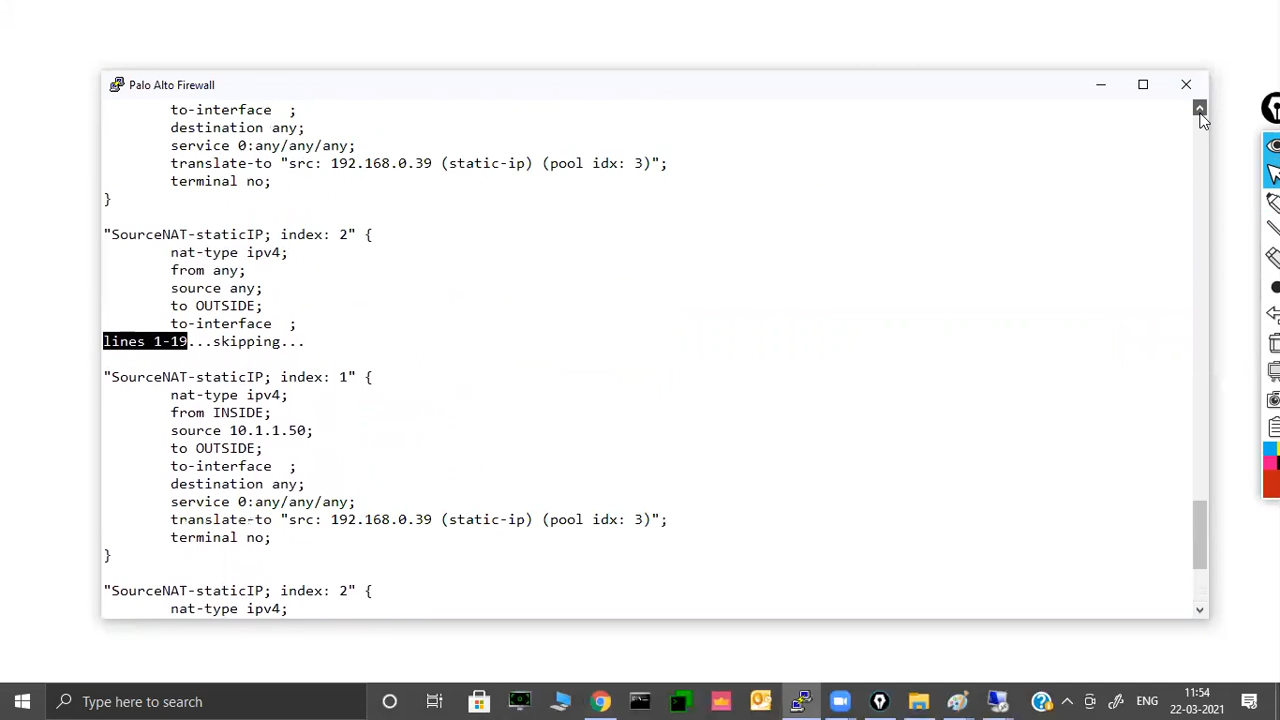 Palo Alto Firewall
to-interface  ;
destination any;
service 0:any/any/any;
translate-to "src: 192.168.0.39 (static-ip) (pool idx: 3)";
terminal no;
}
"SourceNAT-staticIP; index: 2" {
nat-type ipv4;
from any;
source any;
to OUTSIDE;
to-interface  ;
lines 1-19...skipping...
"SourceNAT-staticIP; index: 1" {
nat-type ipv4;
from INSIDE;
source 10.1.1.50;
to OUTSIDE;
to-interface  ;
destination any;
service 0:any/any/any;
translate-to "src: 192.168.0.39 (static-ip) (pool idx: 3)";
terminal no;
}
"SourceNAT-staticIP; index: 2" {
nat-type ipv4;
Type here to search
ENG
11:54
22-03-2021